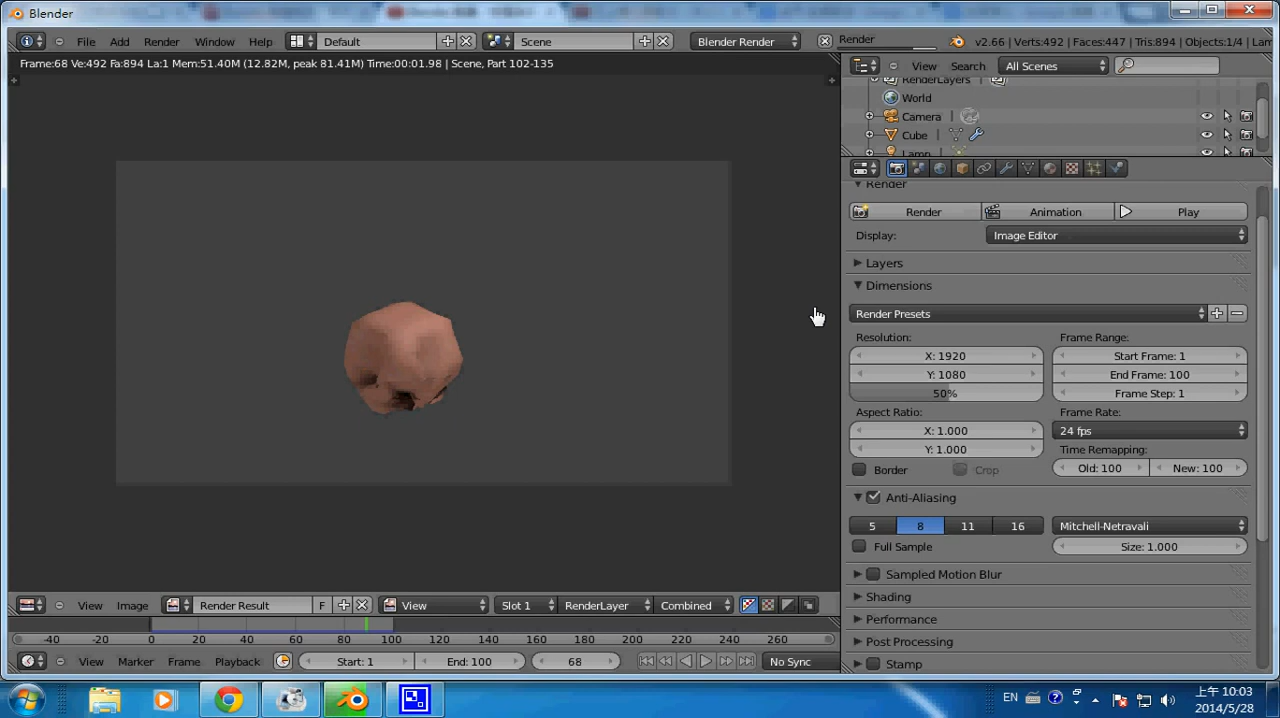 Blender
File Add Render Window Help Default Scene Blender Render Render v2.66 | Verts:492 | Faces:447 | Tris:894 | Objects:1/4 | Lam
Frame:68 Ve:492 Fa:894 La:1 Mem:51.40M (12.82M, peak 81.41M) Time:00:01.98 | Scene, Part 102-135
View Search All Scenes
RenderLayers
World
Camera
Cube
Lamp
Render
Render Animation Play
Display: Image Editor
Layers
Dimensions
Render Presets
Resolution: Frame Range:
X: 1920 Start Frame: 1
Y: 1080 End Frame: 100
50% Frame Step: 1
Aspect Ratio: Frame Rate:
X: 1.000 24 fps
Y: 1.000 Time Remapping:
Border Crop Old: 100 New: 100
Anti-Aliasing
5 8 11 16 Mitchell-Netravali
Full Sample Size: 1.000
Sampled Motion Blur
Shading
Performance
Post Processing
Stamp
View Image Render Result F View Slot 1 RenderLayer Combined
-40 -20 0 20 40 60 80 100 120 140 160 180 200 220 240 260
View Marker Frame Playback Start: 1 End: 100 68 No Sync
EN 上午 10:03
2014/5/28